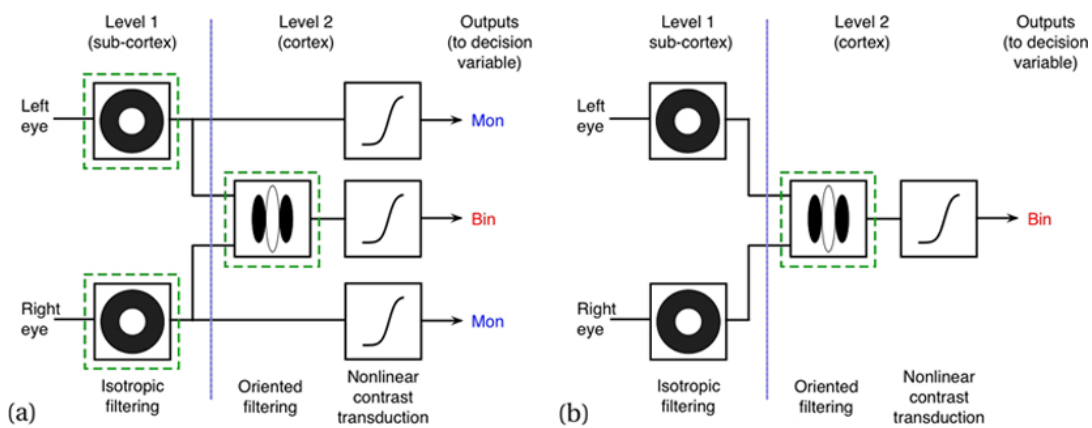 Level 1
(sub-cortex)
Level 2
(cortex)
Outputs
(to decision
variable)
Left
eye
Mon
Bin
Right
eye
Mon
Isotropic
filtering
Oriented
filtering
Nonlinear
contrast
transduction
(a)
Level 1
sub-cortex)
Level 2
(cortex)
Outputs
(to decision
variable)
Left
eye
Bin
Right
eye
Isotropic
filtering
Oriented
filtering
Nonlinear
contrast
transduction
(b)